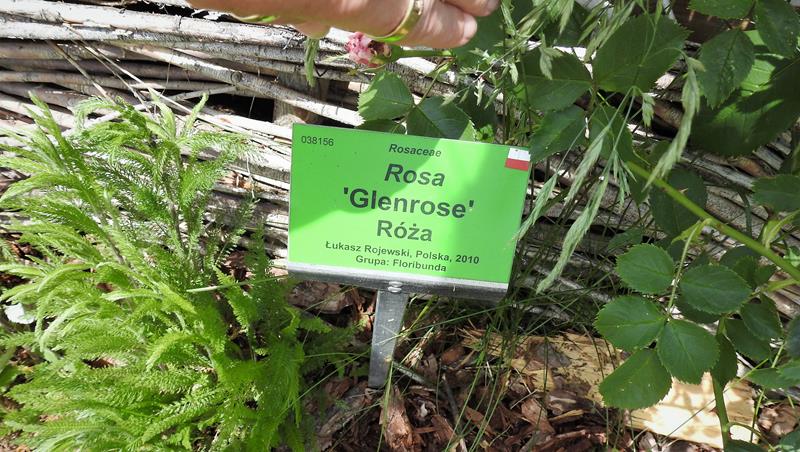 038156
Rosaceae
Rosa
'Glenrose'
Róża
Łukasz Rojewski, Polska, 2010
Grupa: Floribunda